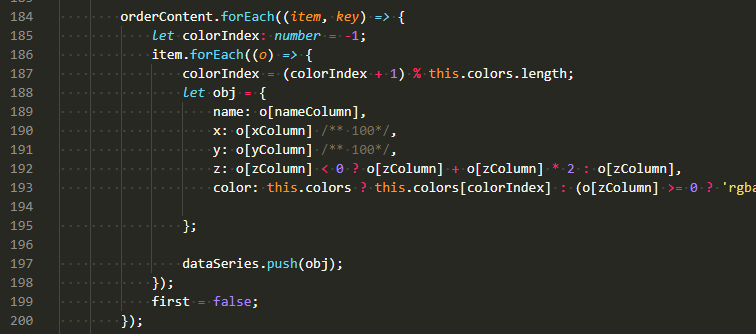 184 orderContent.forEach((item, key) => {
185 let colorIndex: number = -1;
186 item.forEach((o) => {
187 colorIndex = (colorIndex + 1) % this.colors.length;
188 let obj = {
189 name: o[nameColumn],
190 x: o[xColumn] /** 100*/,
191 y: o[yColumn] /** 100*/,
192 z: o[zColumn] < 0 ? o[zColumn] + o[zColumn] * 2 : o[zColumn],
193 color: this.colors ? this.colors[colorIndex] : (o[zColumn] >= 0 ? 'rgba
194
195 };
196
197 dataSeries.push(obj);
198 });
199 first = false;
200 });